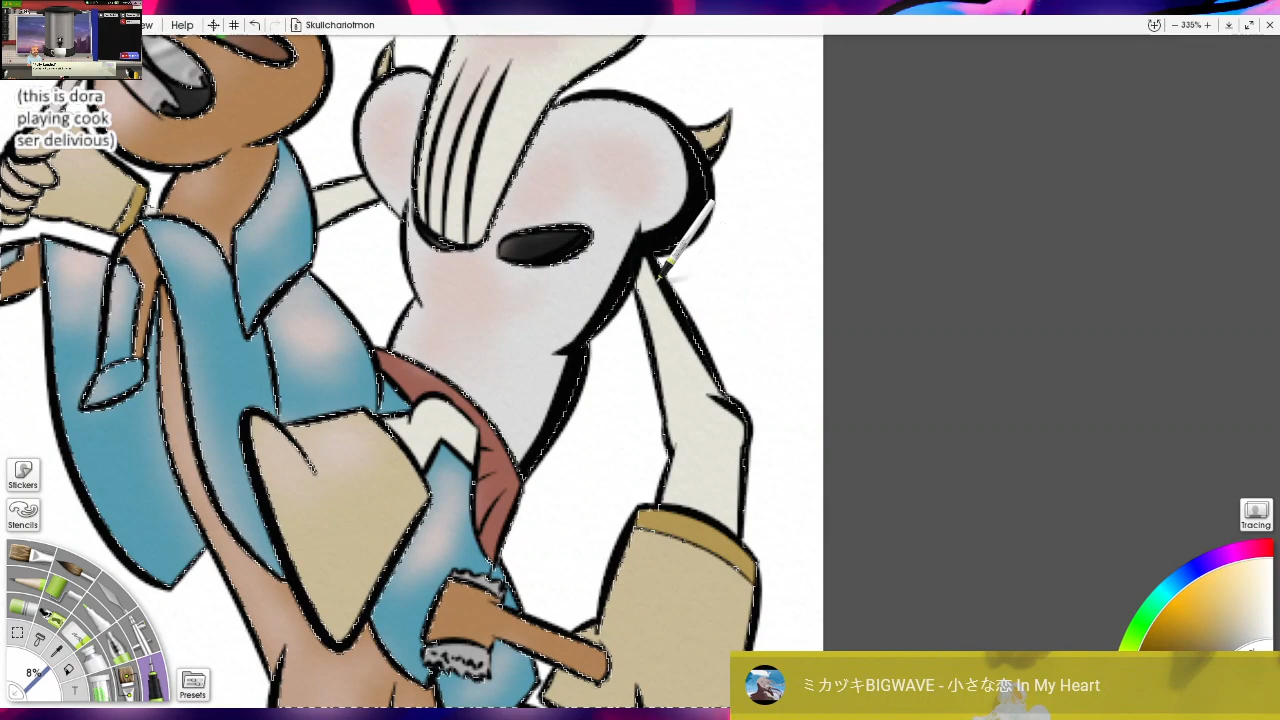 ew
Help
Skullchariotmon
335%
(this is dora
playing cook
ser delivious)
Stickers
Stencils
8%
T
Presets
Tracing
ミカヅキBIGWAVE - 小さな恋 In My Heart